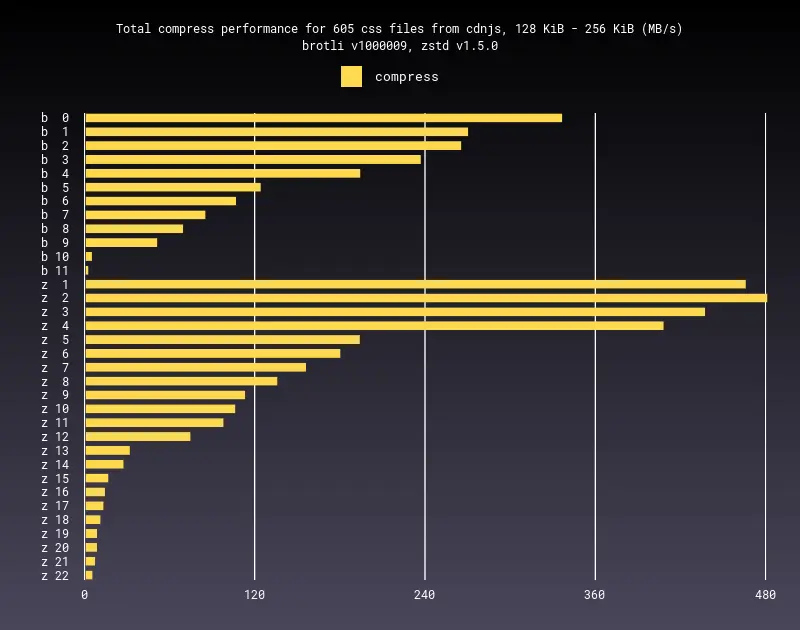 Total compress performance for 605 css files from cdnjs, 128 KiB - 256 KiB (MB/s)
brotli v1000009, zstd v1.5.0
compress
b 0
b 1
b 2
b 3
b 4
b 5
b 6
b 7
b 8
b 9
b 10
b 11
z 1
z 2
z 3
z 4
z 5
z 6
z 7
z 8
z 9
z 10
z 11
z 12
z 13
z 14
z 15
z 16
z 17
z 18
z 19
z 20
z 21
z 22
0 120 240 360 480